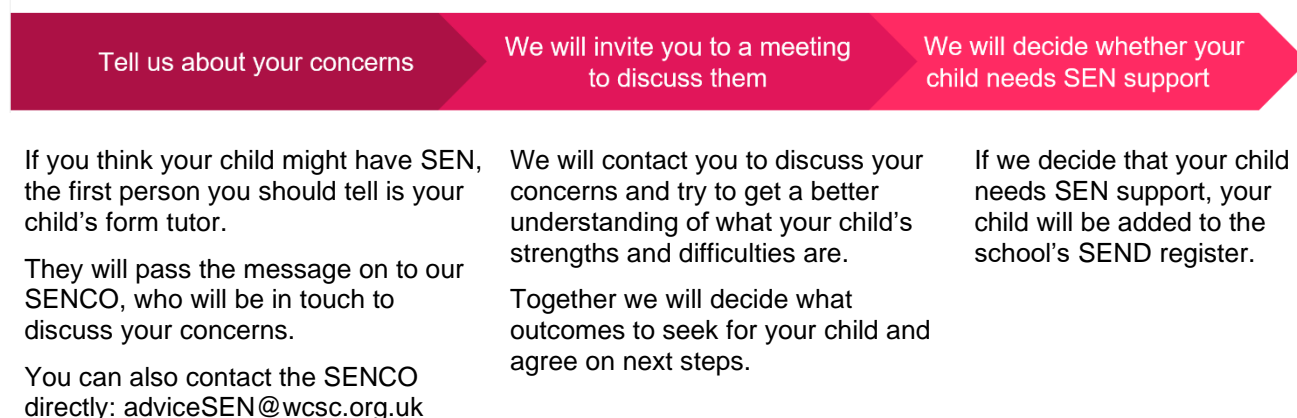 Tell us about your concerns
We will invite you to a meeting
to discuss them
We will decide whether your
child needs SEN support
If you think your child might have SEN,
the first person you should tell is your
child's form tutor.
They will pass the message on to our
SENCO, who will be in touch to
discuss your concerns.
You can also contact the SENCO
directly: adviceSEN@wcsc.org.uk
We will contact you to discuss your
concerns and try to get a better
understanding of what your child's
strengths and difficulties are.
Together we will decide what
outcomes to seek for your child and
agree on next steps.
If we decide that your child
needs SEN support, your
child will be added to the
school's SEND register.